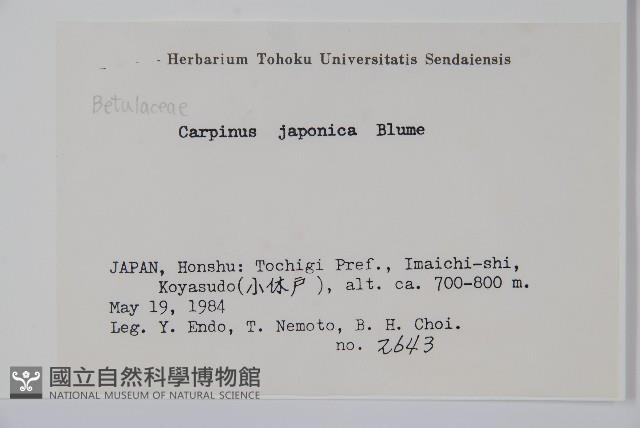 Herbarium Tohoku Universitatis Sendaiensis
Betulaceae
Carpinus japonica Blume
JAPAN, Honshu: Tochigi Pref., Imaichi-shi,
Koyasudo(小休戸), alt. ca. 700-800 m.
May 19, 1984
Leg. Y. Endo, T. Nemoto, B. H. Choi.
no. 2643
國立自然科學博物館
NATIONAL MUSEUM OF NATURAL SCIENCE